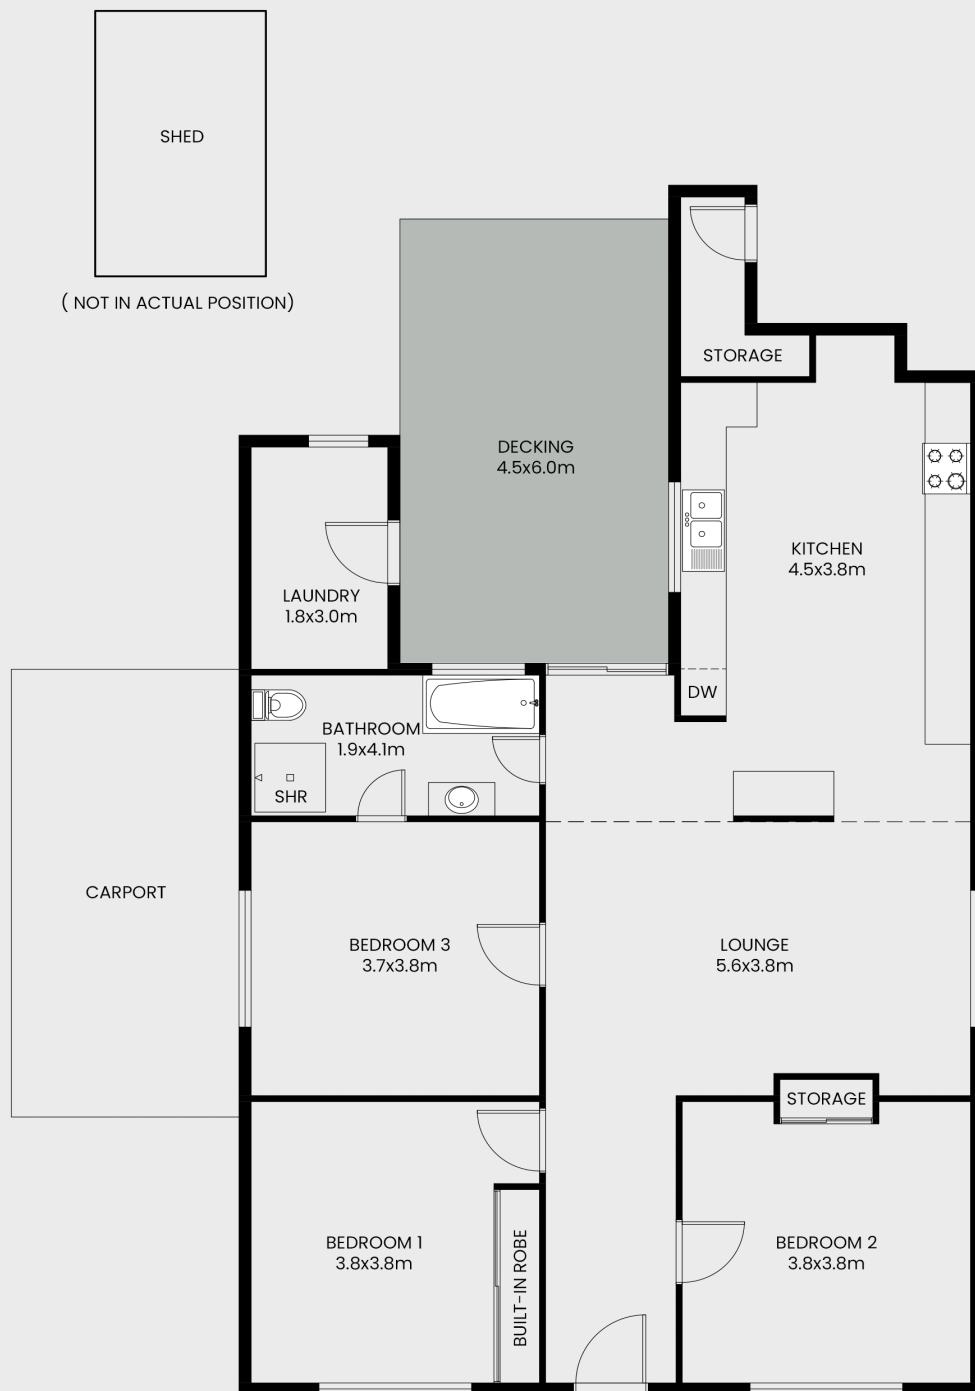 SHED
( NOT IN ACTUAL POSITION)
STORAGE
DECKING
4.5x6.0m
KITCHEN
4.5x3.8m
LAUNDRY
1.8x3.0m
DW
BATHROOM
1.9x4.1m
SHR
CARPORT
BEDROOM 3
3.7x3.8m
LOUNGE
5.6x3.8m
STORAGE
BEDROOM 1
3.8x3.8m
BUILT-IN ROBE
BEDROOM 2
3.8x3.8m